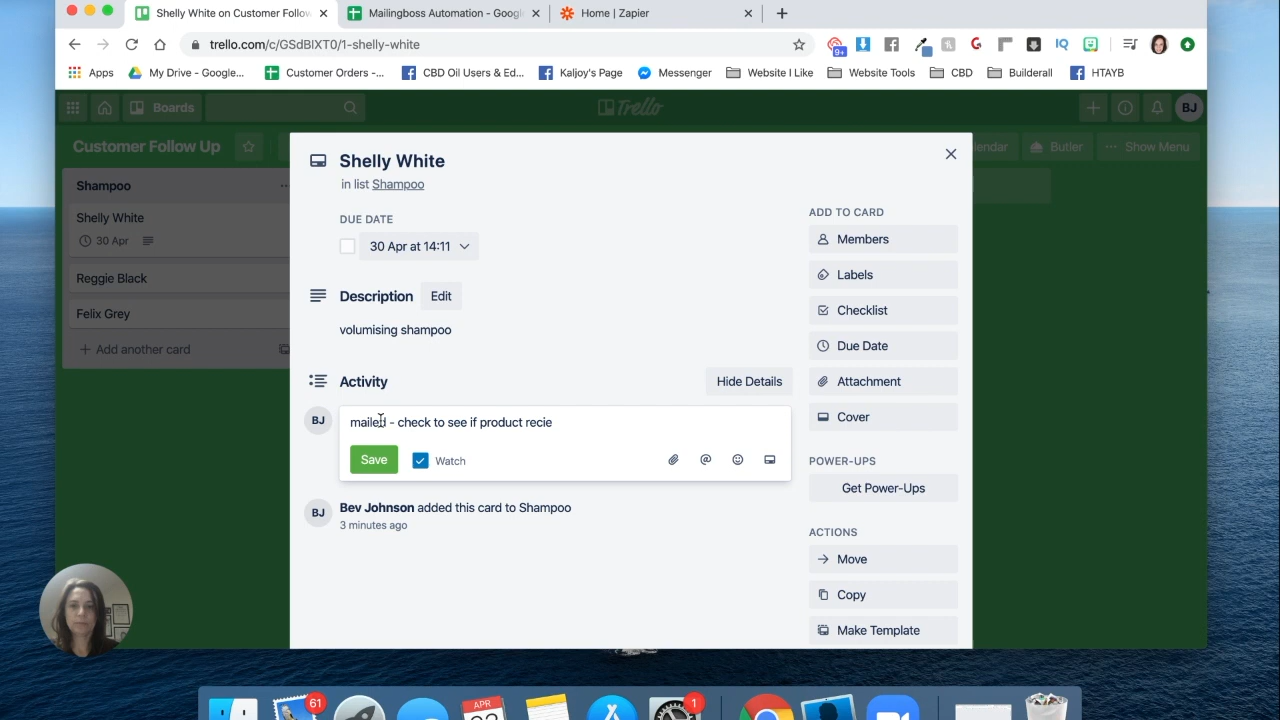 Shelly White on Customer Follo
Mailingboss Automation - Googl
Home | Zapier
trello.com/c/GSdBIXT0/1-shelly-white
9+
IQ
Apps
My Drive - Google...
Customer Orders -...
CBD Oil Users & Ed...
Kaljoy's Page
Messenger
Website I Like
Website Tools
CBD
Builderall
HTAYB
Boards
Trello
BJ
Customer Follow Up
lendar
Butler
Show Menu
Shampoo
Shelly White
30 Apr
Reggie Black
Felix Grey
Add another card
Shelly White
in list Shampoo
DUE DATE
30 Apr at 14:11
Description
Edit
volumising shampoo
Activity
Hide Details
BJ
mailed - check to see if product recie
Save
Watch
BJ
Bev Johnson added this card to Shampoo
3 minutes ago
ADD TO CARD
Members
Labels
Checklist
Due Date
Attachment
Cover
POWER-UPS
Get Power-Ups
ACTIONS
Move
Copy
Make Template
61
APR
1